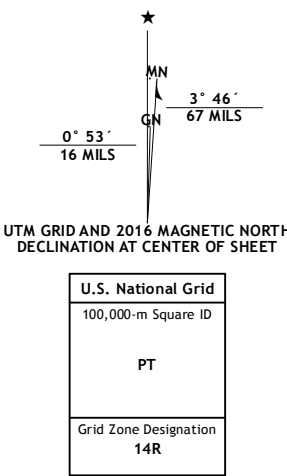 ★
MN
3° 46´
GN
67 MILS
0° 53´
16 MILS
UTM GRID AND 2016 MAGNETIC NORTH
DECLINATION AT CENTER OF SHEET
U.S. National Grid
100,000-m Square ID
PT
Grid Zone Designation
14R